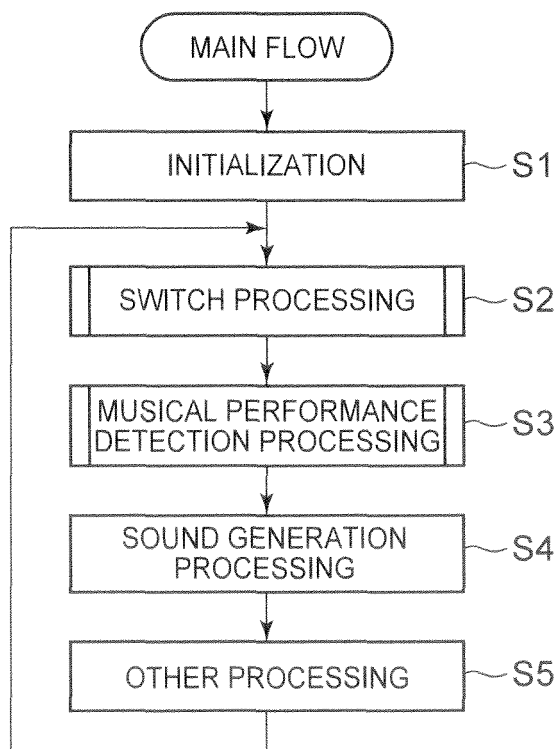 MAIN FLOW
INITIALIZATION
S1
SWITCH PROCESSING
S2
MUSICAL PERFORMANCE
DETECTION PROCESSING
S3
SOUND GENERATION
PROCESSING
S4
OTHER PROCESSING
S5